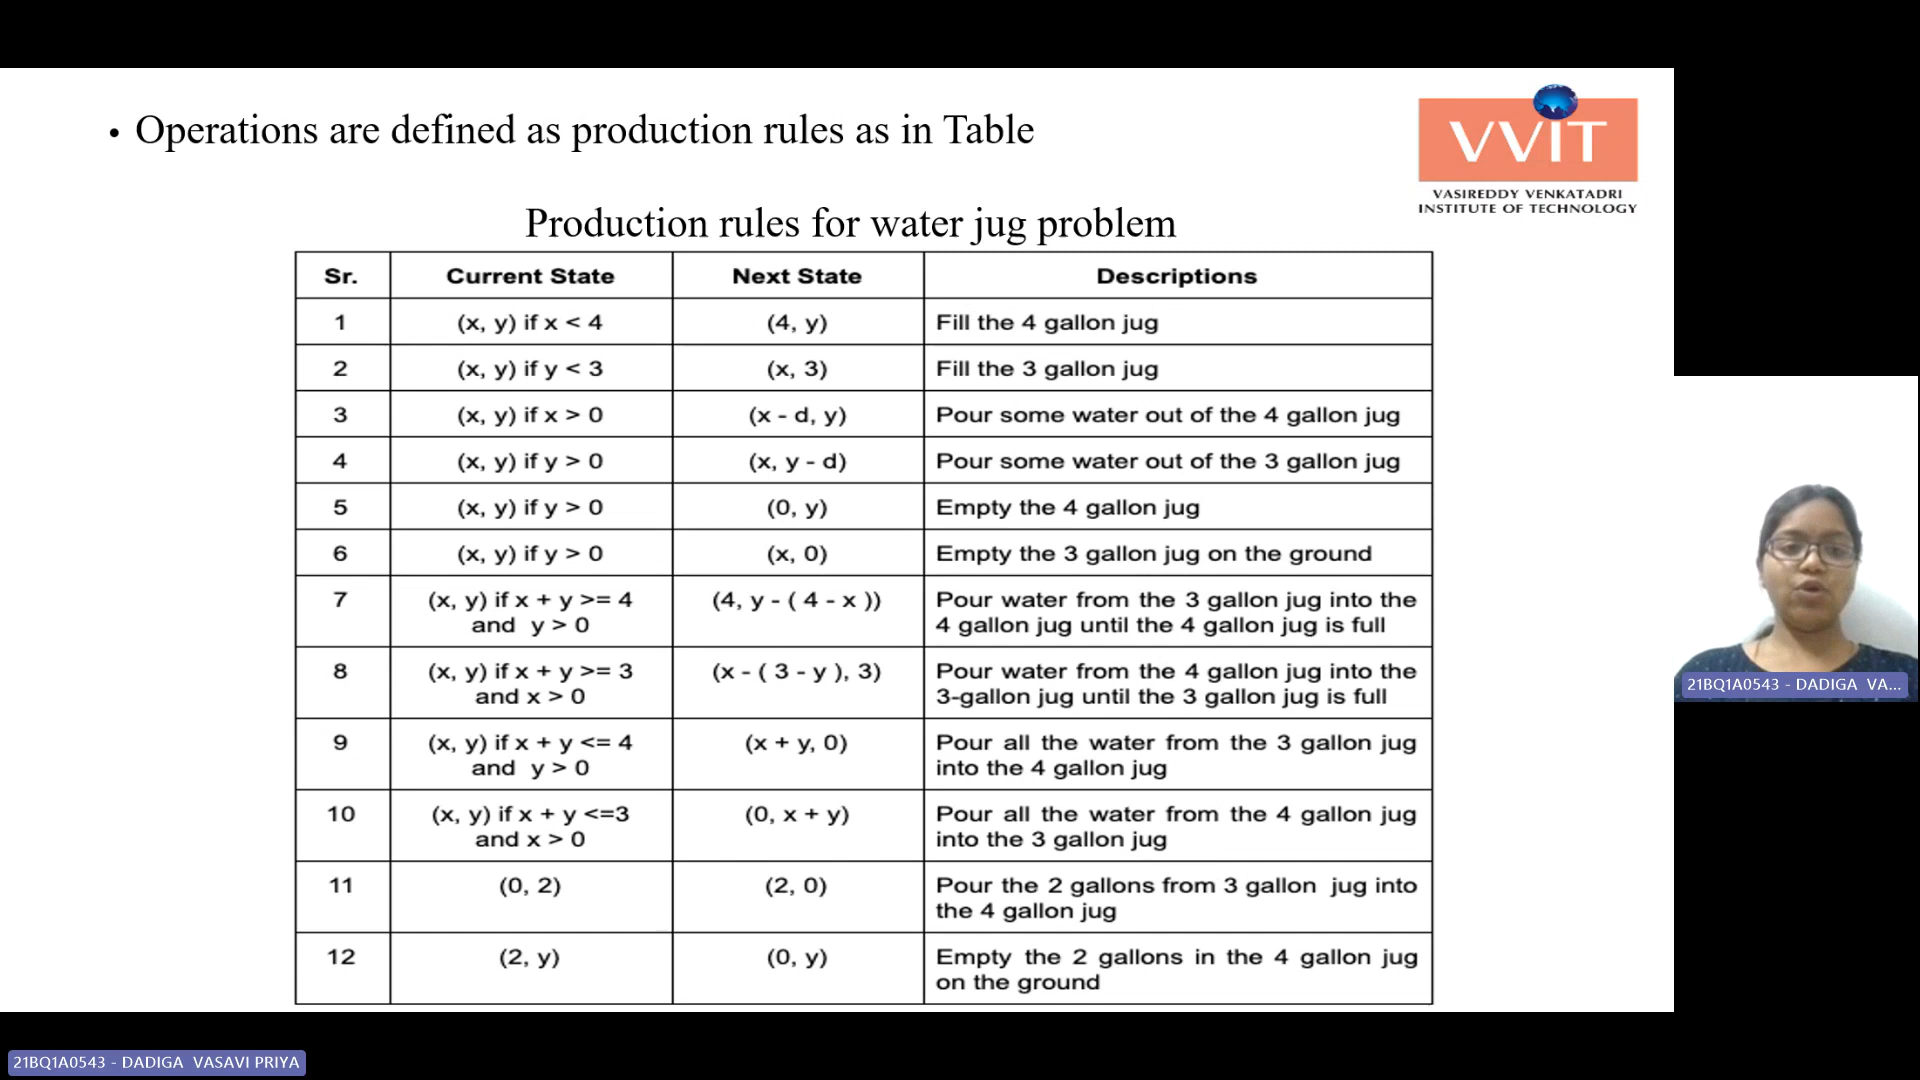 • Operations are defined as production rules as in Table
VVIT
VASIREDDY VENKATADRI
INSTITUTE OF TECHNOLOGY
Production rules for water jug problem
Sr. Current State Next State Descriptions
1 (x, y) if x < 4 (4, y) Fill the 4 gallon jug
2 (x, y) if y < 3 (x, 3) Fill the 3 gallon jug
3 (x, y) if x > 0 (x - d, y) Pour some water out of the 4 gallon jug
4 (x, y) if y > 0 (x, y - d) Pour some water out of the 3 gallon jug
5 (x, y) if y > 0 (0, y) Empty the 4 gallon jug
6 (x, y) if y > 0 (x, 0) Empty the 3 gallon jug on the ground
7 (x, y) if x + y >= 4 (4, y - ( 4 - x )) Pour water from the 3 gallon jug into the
and y > 0 4 gallon jug until the 4 gallon jug is full
8 (x, y) if x + y >= 3 (x - ( 3 - y ), 3) Pour water from the 4 gallon jug into the
and x > 0 3-gallon jug until the 3 gallon jug is full
9 (x, y) if x + y <= 4 (x + y, 0) Pour all the water from the 3 gallon jug
and y > 0 into the 4 gallon jug
10 (x, y) if x + y <=3 (0, x + y) Pour all the water from the 4 gallon jug
and x > 0 into the 3 gallon jug
11 (0, 2) (2, 0) Pour the 2 gallons from 3 gallon jug into
the 4 gallon jug
12 (2, y) (0, y) Empty the 2 gallons in the 4 gallon jug
on the ground
21BQ1A0543 - DADIGA VA...
21BQ1A0543 - DADIGA VASAVI PRIYA